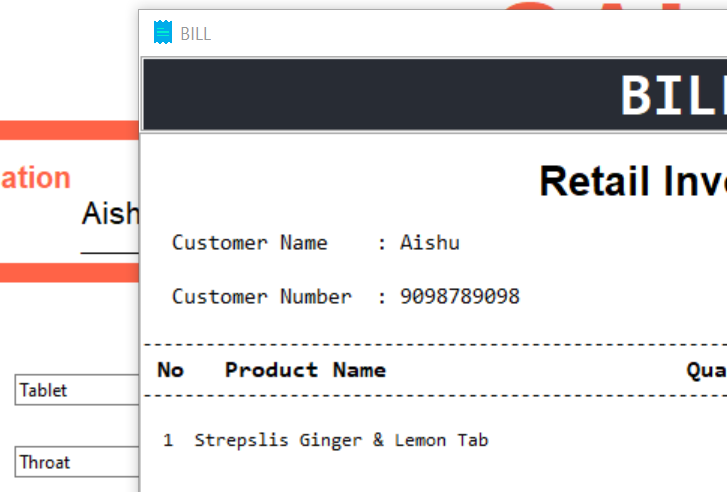 BILL
BILL
ation
Retail Inv
Aish
Customer Name : Aishu
Customer Number : 9098789098
No Product Name Qua
Tablet
1 Strepslis Ginger & Lemon Tab
Throat